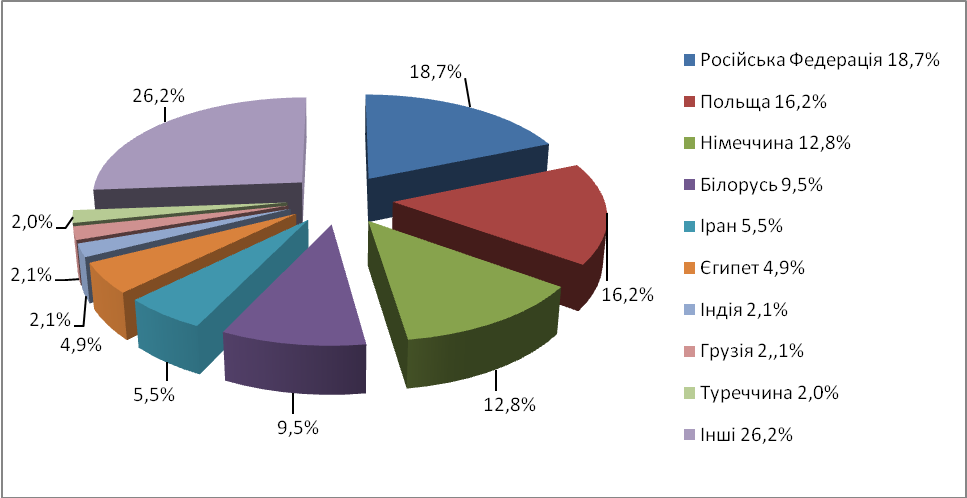 18,7%
26,2%
2,0%
2,1%
2,1%
4,9%
5,5%
9,5%
12,8%
16,2%
Російська Федерація 18,7%
Польща 16,2%
Німеччина 12,8%
Білорусь 9,5%
Іран 5,5%
Єгипет 4,9%
Індія 2,1%
Грузія 2,,1%
Туреччина 2,0%
Інші 26,2%